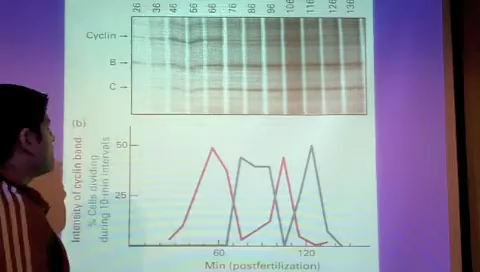 26 36 46 56 66 76 86 96 106 116 126 136
Cyclin
B
C
(b)
Intensity of cyclin band
% Cells dividing
during 10-min intervals
50
25
60 120
Min (postfertilization)